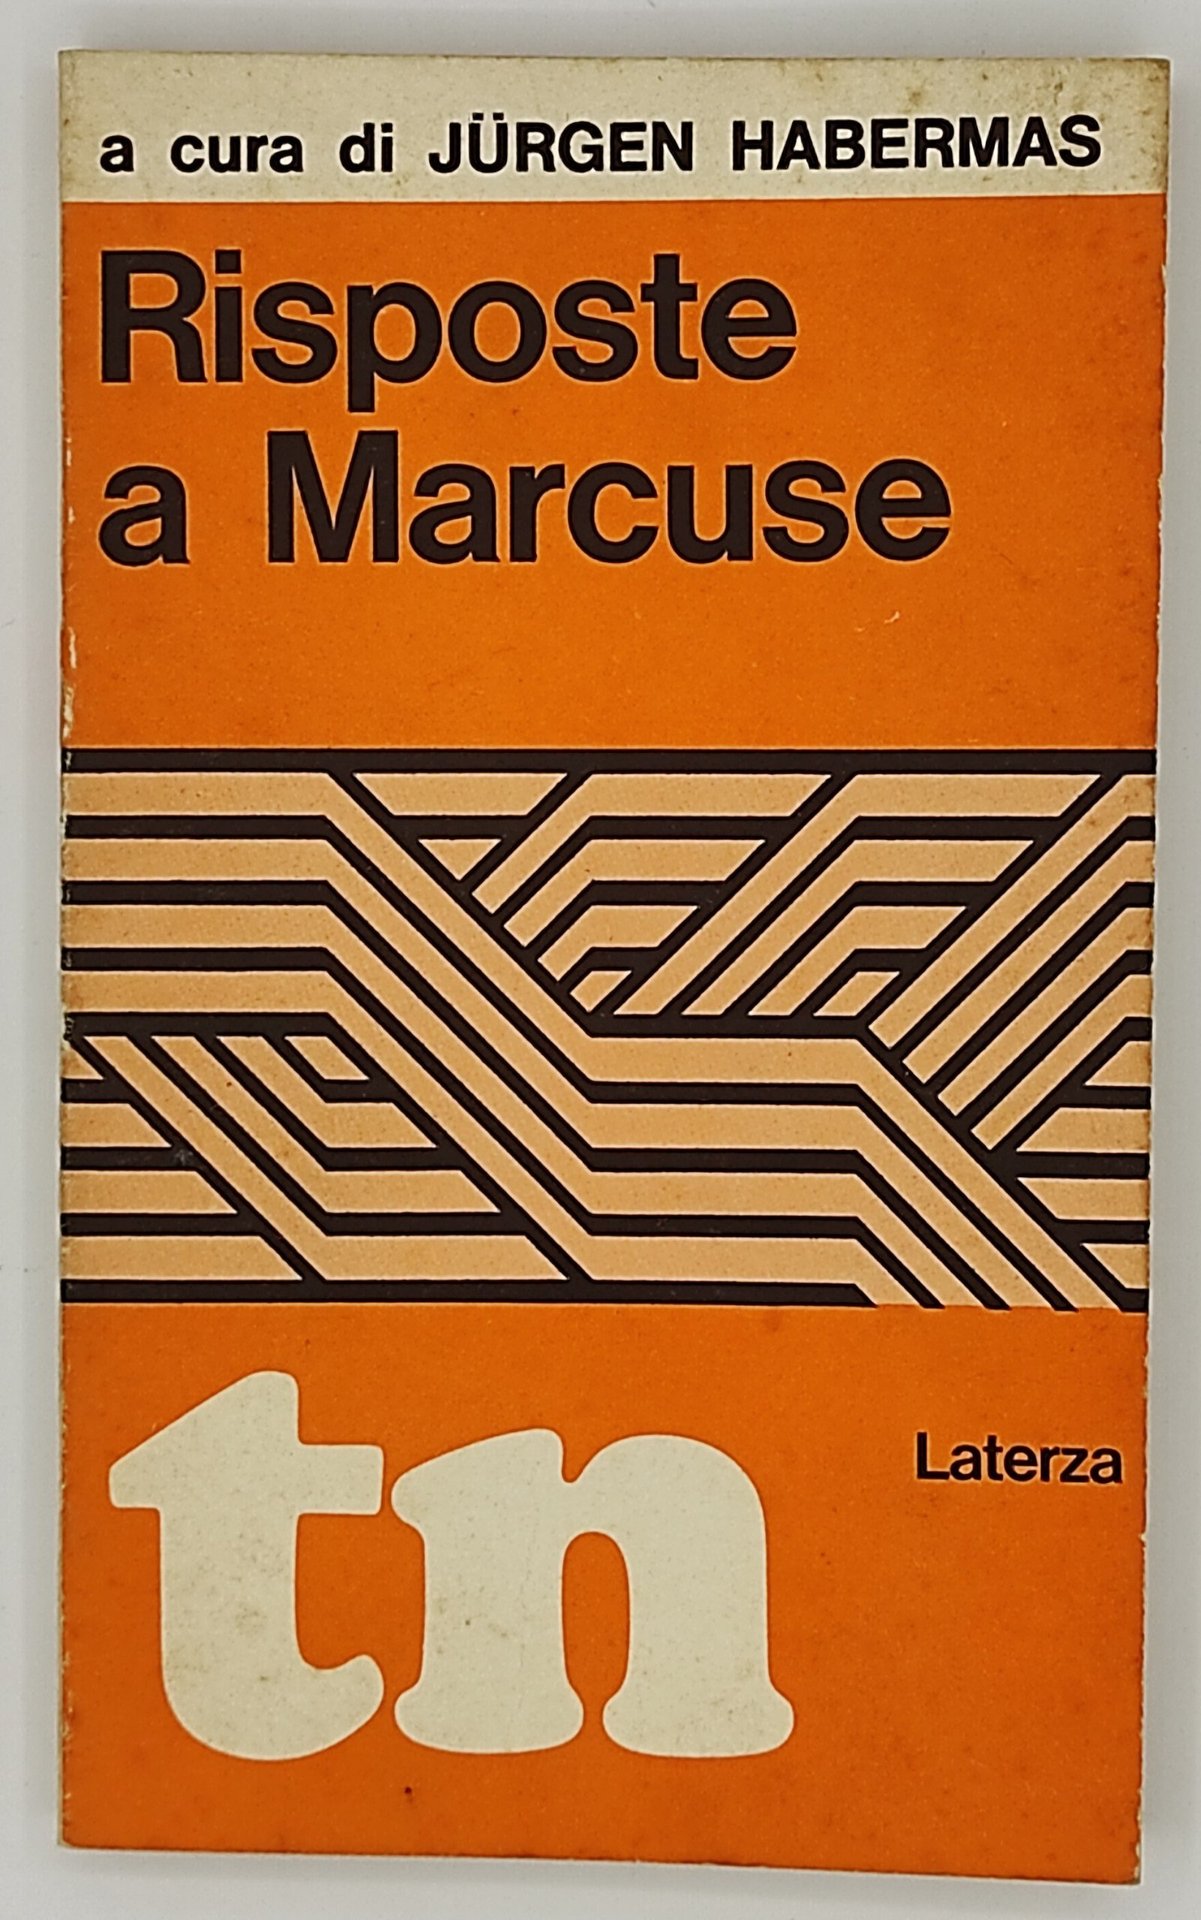 a cura di JÜRGEN HABERMAS
Risposte
a Marcuse
Laterza
tn